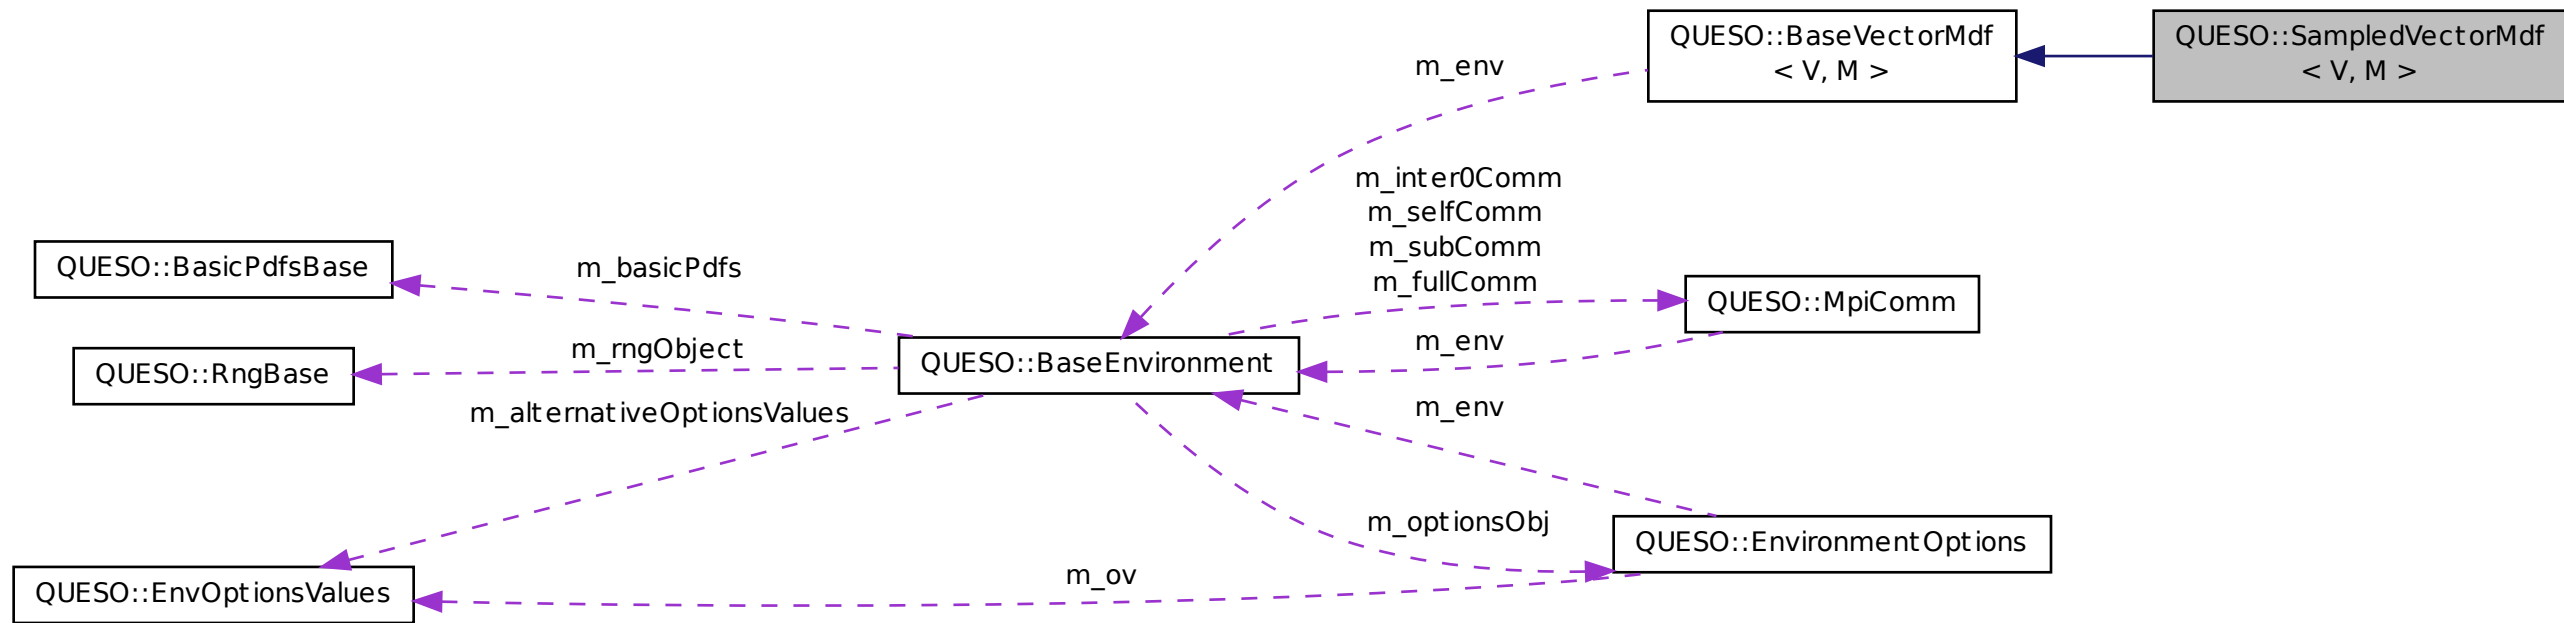 QUESO::BaseVectorMdf
< V, M >
QUESO::SampledVectorMdf
< V, M >
m_env
m_inter0Comm
m_selfComm
m_subComm
m_fullComm
QUESO::BasicPdfsBase
m_basicPdfs
QUESO::MpiComm
m_rngObject
m_env
QUESO::RngBase
QUESO::BaseEnvironment
m_alternativeOptionsValues
m_env
m_optionsObj
QUESO::EnvironmentOptions
m_ov
QUESO::EnvOptionsValues